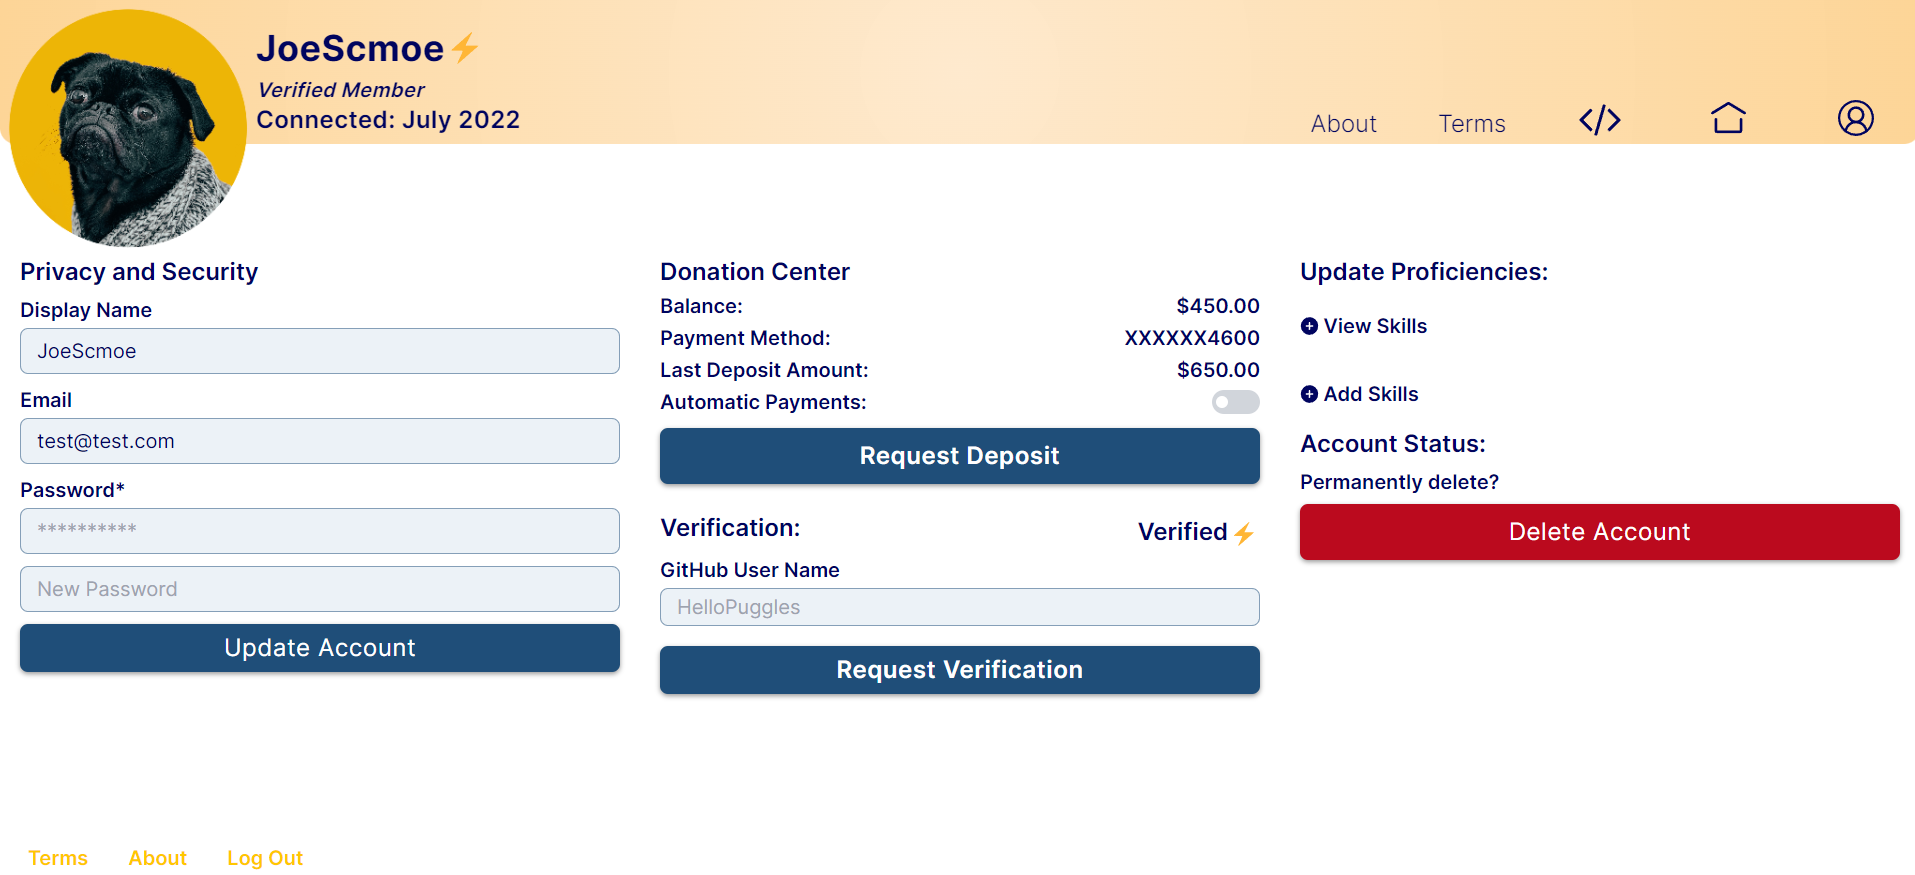 JoeScmoe
Verified Member
Connected: July 2022
About
Terms
Privacy and Security
Display Name
JoeScmoe
Email
test@test.com
Password*
**********
New Password
Update Account
Donation Center
Balance: $450.00
Payment Method: XXXXXX4600
Last Deposit Amount: $650.00
Automatic Payments:
Request Deposit
Verification: Verified
GitHub User Name
HelloPuggles
Request Verification
Update Proficiencies:
View Skills
Add Skills
Account Status:
Permanently delete?
Delete Account
Terms
About
Log Out